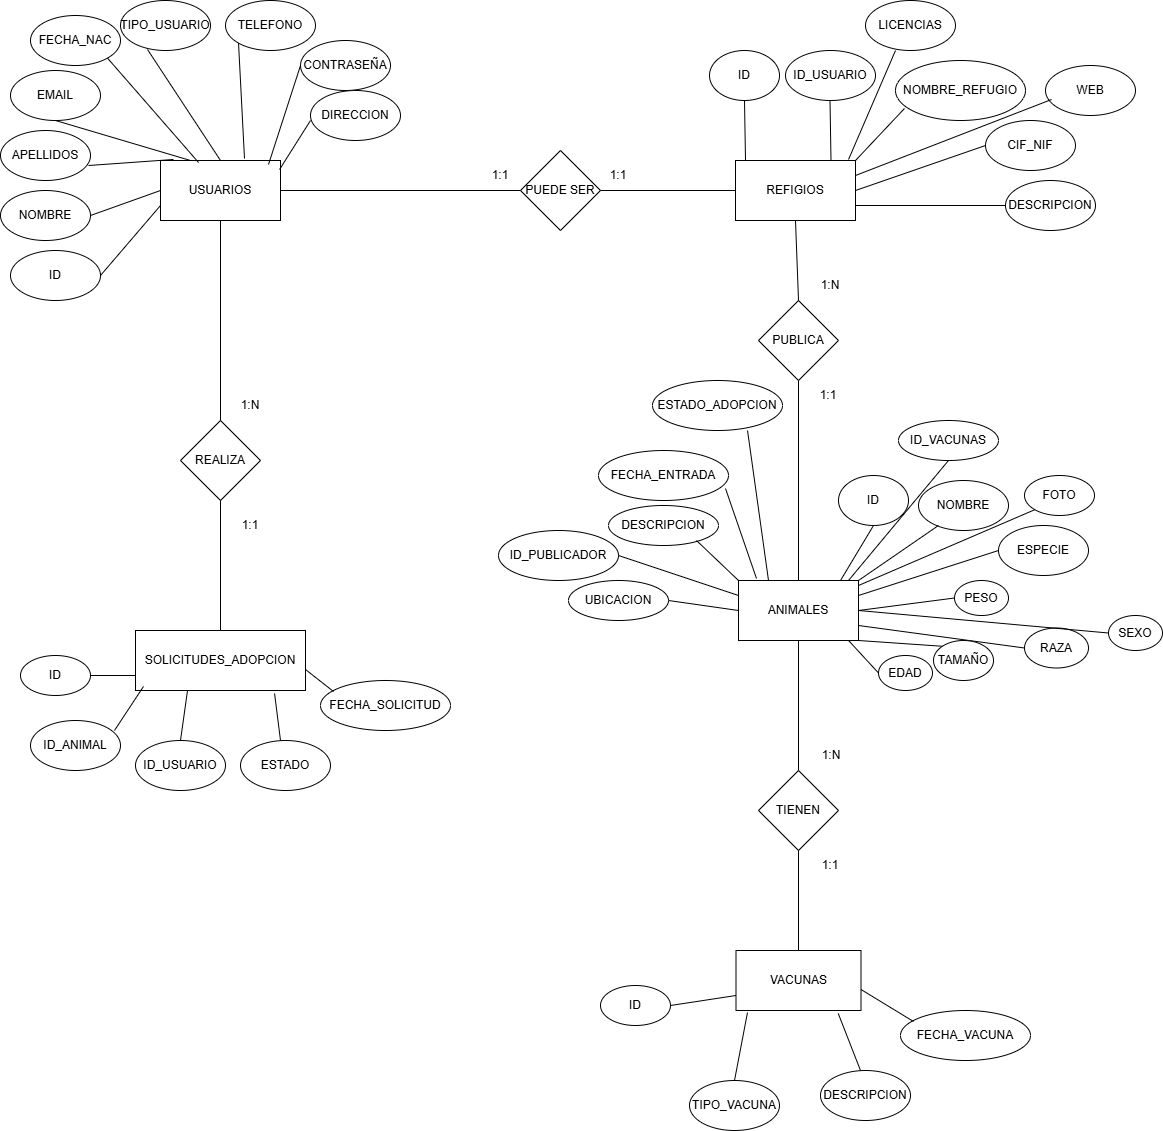 TIPO_USUARIO
TELEFONO
FECHA_NAC
CONTRASEÑA
EMAIL
DIRECCION
APELLIDOS
USUARIOS
NOMBRE
ID
1:1
PUEDE SER
1:1
LICENCIAS
ID
ID_USUARIO
NOMBRE_REFUGIO
WEB
CIF_NIF
REFIGIOS
DESCRIPCION
1:N
PUBLICA
1:1
1:N
REALIZA
1:1
ESTADO_ADOPCION
ID_VACUNAS
FECHA_ENTRADA
ID
NOMBRE
FOTO
DESCRIPCION
ID_PUBLICADOR
ESPECIE
UBICACION
ANIMALES
PESO
SEXO
RAZA
TAMAÑO
EDAD
SOLICITUDES_ADOPCION
ID
FECHA_SOLICITUD
ID_ANIMAL
ID_USUARIO
ESTADO
1:N
TIENEN
1:1
VACUNAS
ID
FECHA_VACUNA
TIPO_VACUNA
DESCRIPCION